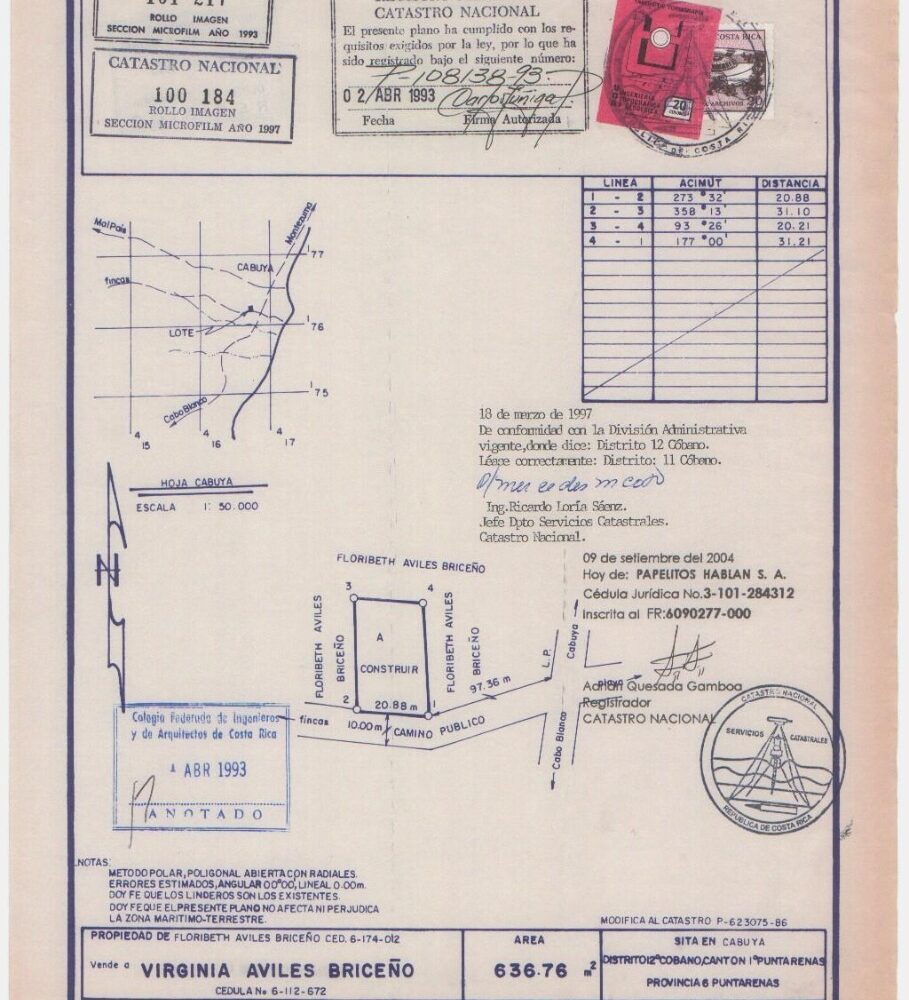 101 217
ROLLO IMAGEN
SECCION MICROFILM AÑO 1993
CATASTRO NACIONAL
100 184
ROLLO IMAGEN
SECCION MICROFILM AÑO 1997
CATASTRO NACIONAL
El presente plano ha cumplido con los re-
quisitos exigidos por la ley, por lo que ha
sido registrado bajo el siguiente número:
P-108138-93
02/ABR 1993
Fecha Firma Autorizada
INGENIERIA
20
COSTA RICA
ARCHIVOS 20
DE COSTA RI
LINEA ACIMUT DISTANCIA
1 - 2 273 °32' 20.88
2 - 3 358 °13' 31.10
3 - 4 93 °26' 20.21
4 - 1 177 °00' 31.21
Mal País
Montezuma
77
CABUYA
fincas
76
LOTE
75
Cabo Blanco
4 15
4 16
4 17
HOJA CABUYA
ESCALA 1: 50.000
18 de marzo de 1997
De conformidad con la División Administrativa
vigente,donde dice: Distrito 12 Cóbano.
Léase correctamente: Distrito: 11 Cóbano.
Ing.Ricardo Loría Sáenz.
Jefe Dpto Servicios Catastrales.
Catastro Nacional.
09 de setiembre del 2004
Hoy de: PAPELITOS HABLAN S. A.
Cédula Jurídica No.3-101-284312
Inscrita al FR:6090277-000
Adrián Quesada Gamboa
Registrador
CATASTRO NACIONAL
N
FLORIBETH AVILES BRICEÑO
3 4
FLORIBETH AVILES
BRICEÑO
A
CONSTRUIR
FLORIBETH AVILES
BRICEÑO
2 20.88 m 1
97.36 m
L.P.
Cabuya
playa
fincas
10.00 m
CAMINO PUBLICO
Cabo Blanco
Colegio Federado de Ingenieros
y de Arquitectos de Costa Rica
ABR 1993
ANOTADO
CATASTRO NACIONAL
SERVICIOS CATASTRALES
REPUBLICA DE COSTA RICA
NOTAS:
METODO POLAR, POLIGONAL ABIERTA CON RADIALES.
ERRORES ESTIMADOS, ANGULAR 00°00', LINEAL 0.00m.
DOY FE QUE LOS LINDEROS SON LOS EXISTENTES.
DOY FE QUE EL PRESENTE PLANO NO AFECTA NI PERJUDICA
LA ZONA MARITIMO-TERRESTRE.
MODIFICA AL CATASTRO P-623075-86
PROPIEDAD DE FLORIBETH AVILES BRICEÑO CED. 6-174-012
Vende a VIRGINIA AVILES BRICEÑO
CEDULA No 6-112-672
AREA
636.76 m2
SITA EN CABUYA
DISTRITO 12° COBANO, CANTON 1° PUNTARENAS
PROVINCIA 6 PUNTARENAS